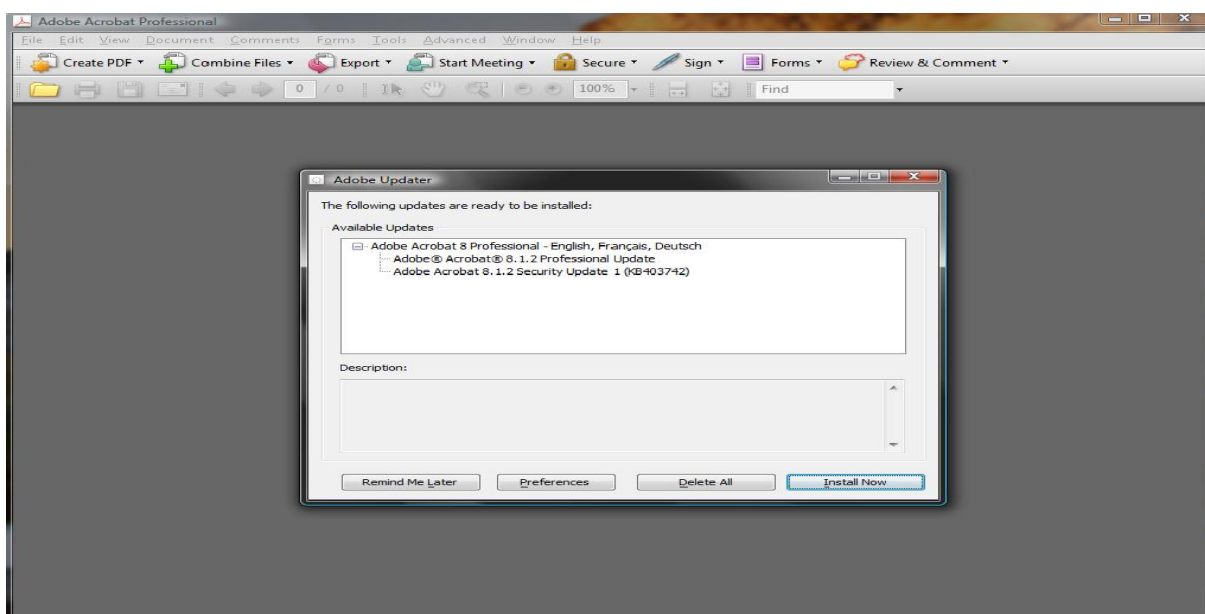 Adobe Acrobat Professional
File Edit View Document Comments Forms Tools Advanced Window Help
Create PDF Combine Files Export Start Meeting Secure Sign Forms Review & Comment
0 / 0 100% Find
Adobe Updater
The following updates are ready to be installed:
Available Updates
Adobe Acrobat 8 Professional - English, Français, Deutsch
Adobe® Acrobat® 8.1.2 Professional Update
Adobe Acrobat 8.1.2 Security Update 1 (KB403742)
Description:
Remind Me Later Preferences Delete All Install Now